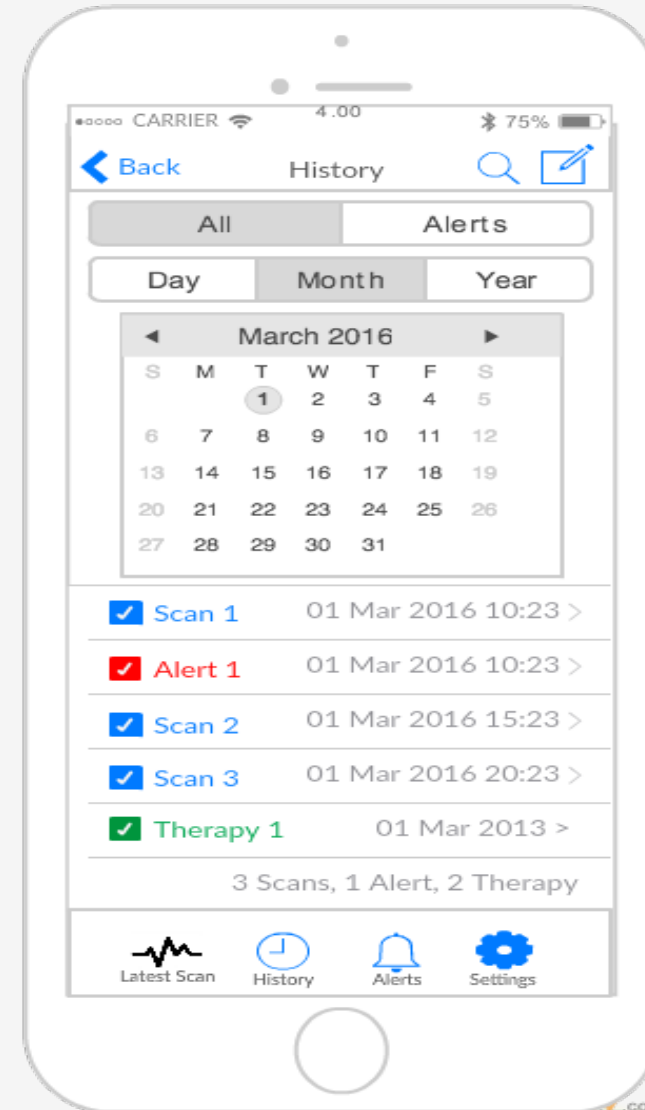 CARRIER 4.00 75%
Back History
All Alerts
Day Month Year
March 2016
S M T W T F S
1 2 3 4 5
6 7 8 9 10 11 12
13 14 15 16 17 18 19
20 21 22 23 24 25 26
27 28 29 30 31
Scan 1 01 Mar 2016 10:23 >
Alert 1 01 Mar 2016 10:23 >
Scan 2 01 Mar 2016 15:23 >
Scan 3 01 Mar 2016 20:23 >
Therapy 1 01 Mar 2013 >
3 Scans, 1 Alert, 2 Therapy
Latest Scan History Alerts Settings